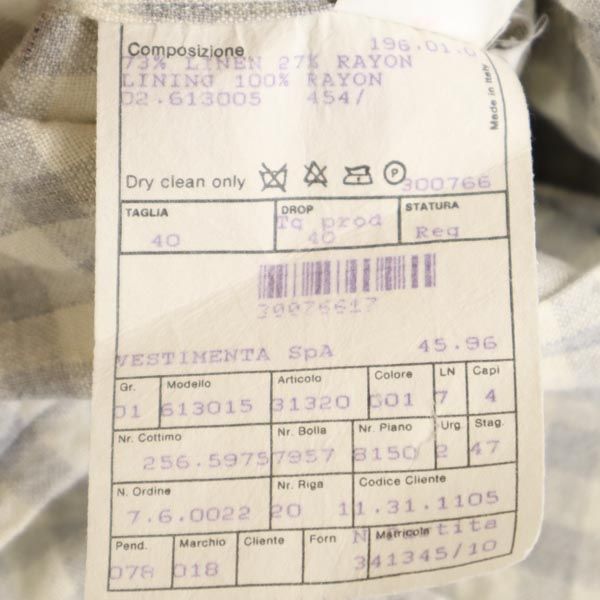 Composizione 196.01.0
73% LINEN 27% RAYON
LINING 100% RAYON
02.613005 454/
Made in Italy
Dry clean only P 300766
TAGLIA DROP STATURA
40 Tg prod 40 Reg
30076617
VESTIMENTA SpA 45.96
Gr. Modello Articolo Colore LN Capi
01 613015 31320 001 7 4
Nr. Cottimo Nr. Bolla Nr. Piano Urg. Stag.
256.5975 7957 8150 2 47
N. Ordine Nr. Riga Codice Cliente
7.6.0022 20 11.31.1105
Pend. Marchio Cliente Forn Matricola
078 018 341345/10